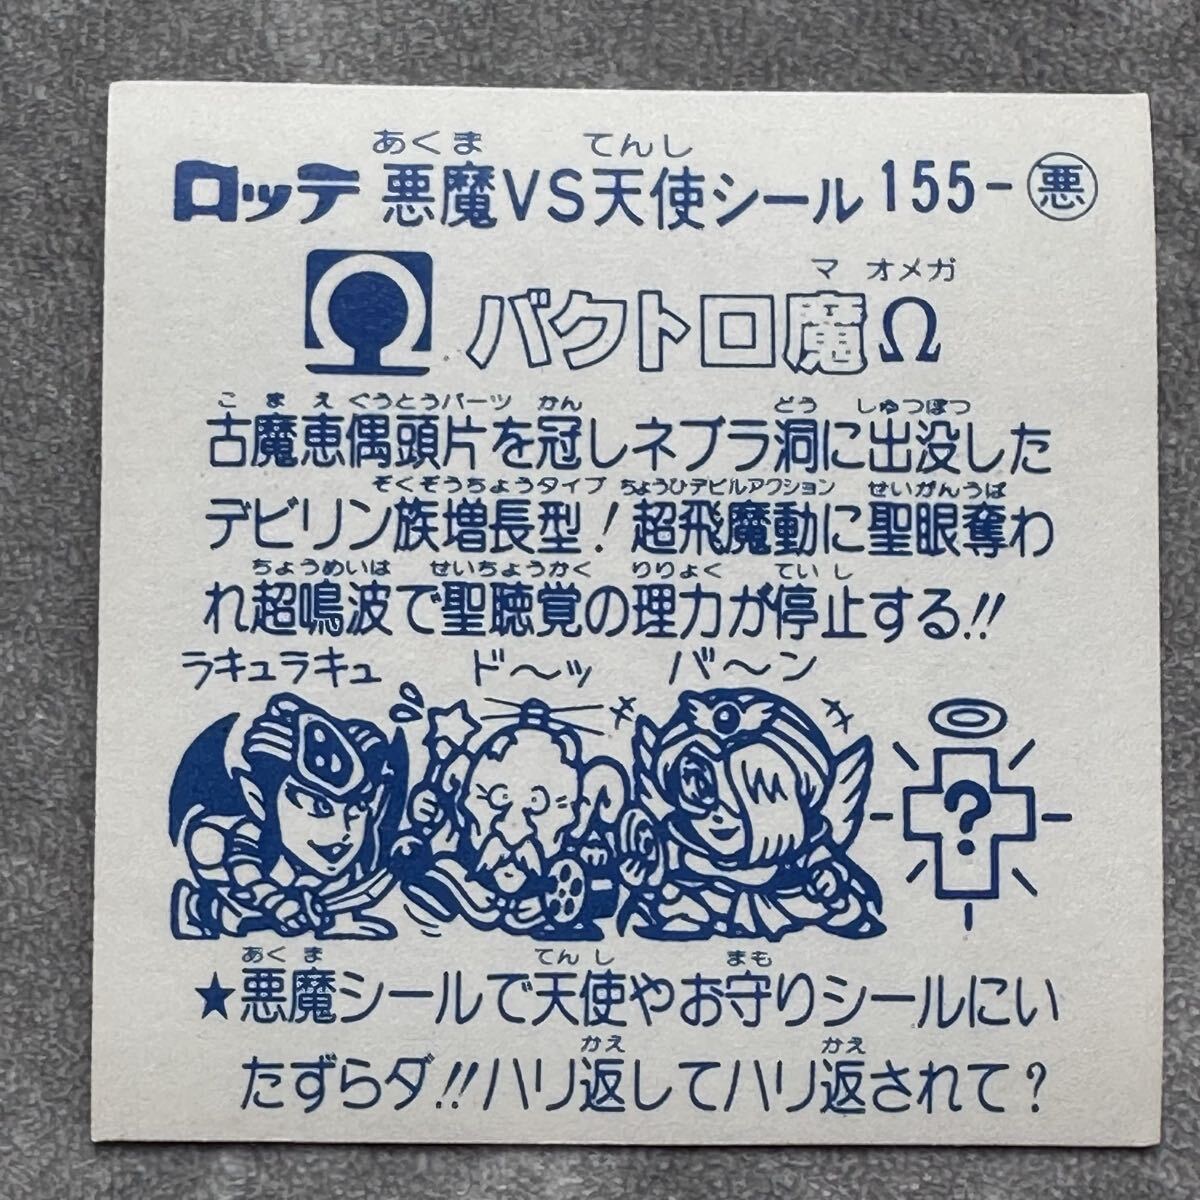 あくま てんし
ロッテ 悪魔VS天使シール 155-悪
マ オメガ
Ω バクトロ魔Ω
こ ま え ぐうとうパーツ かん どう しゅつぼつ
古魔恵偶頭片を冠しネブラ洞に出没した
ぞくぞうちょうタイプ ちょうひデビルアクション せいがんうば
デビリン族増長型!超飛魔動に聖眼奪わ
ちょうめいは せいちょうかく りりょく ていし
れ超鳴波で聖聴覚の理力が停止する!!
ラキュラキュ ド〜ッ バ〜ン
?
あくま てんし まも
★悪魔シールで天使やお守りシールにい
かえ かえ
たずらダ!!ハリ返してハリ返されて?